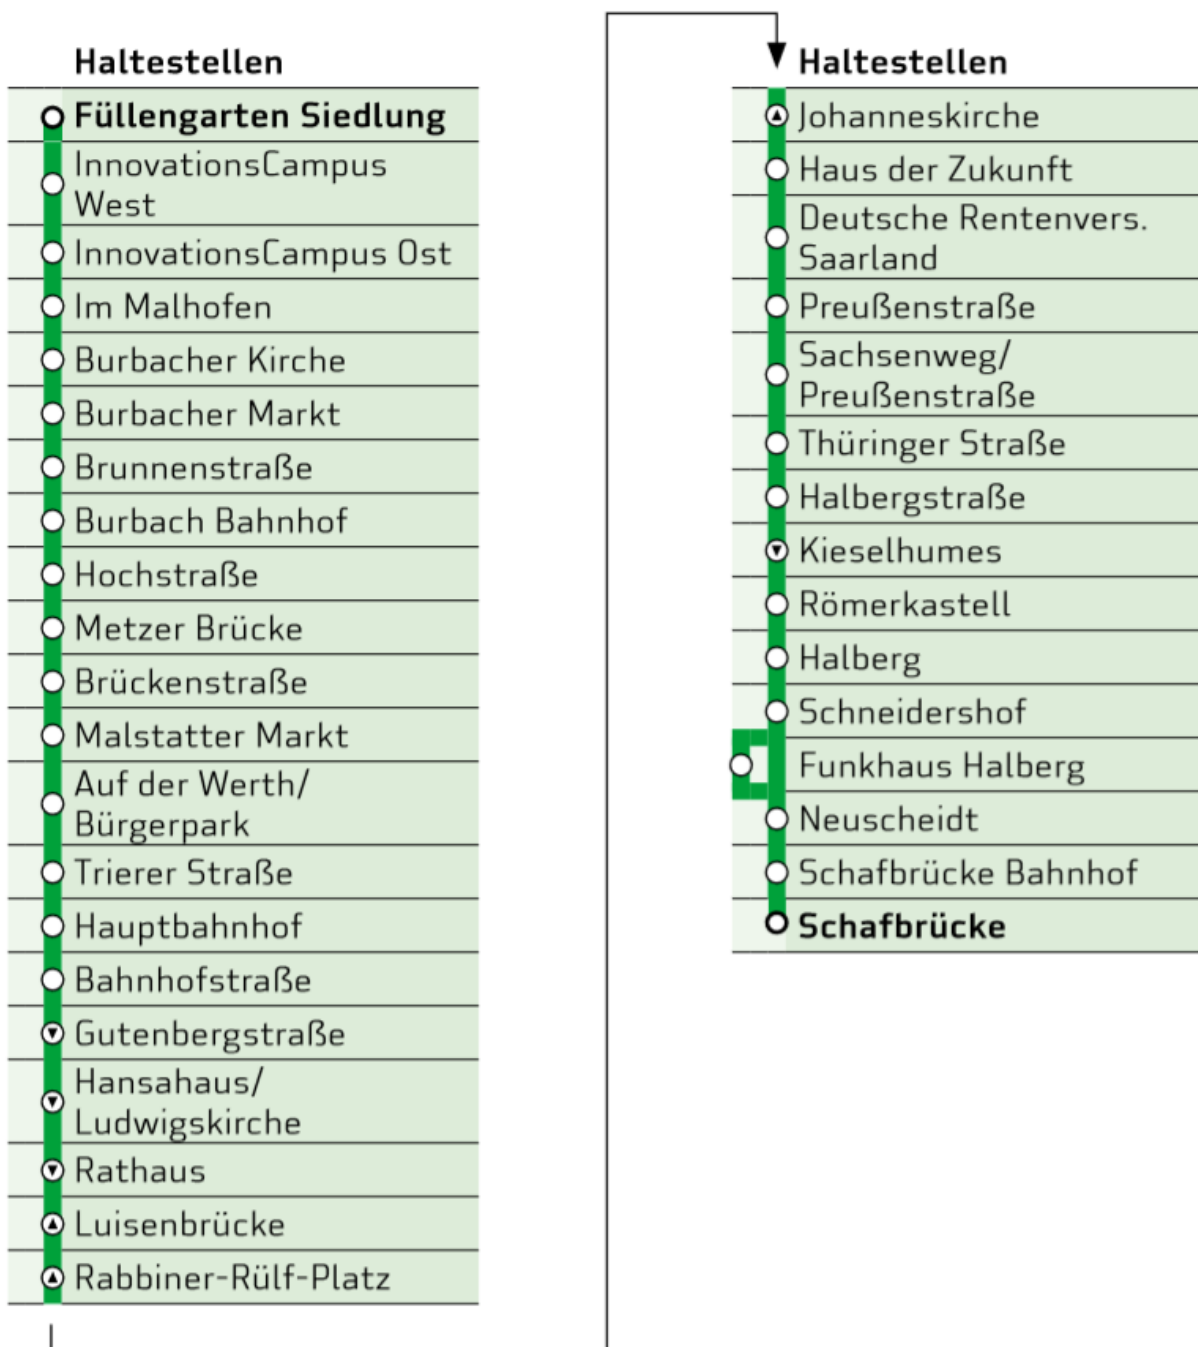 Haltestellen
Füllengarten Siedlung
InnovationsCampus
West
InnovationsCampus Ost
Im Malhofen
Burbacher Kirche
Burbacher Markt
Brunnenstraße
Burbach Bahnhof
Hochstraße
Metzer Brücke
Brückenstraße
Malstatter Markt
Auf der Werth/
Bürgerpark
Trierer Straße
Hauptbahnhof
Bahnhofstraße
Gutenbergstraße
Hansahaus/
Ludwigskirche
Rathaus
Luisenbrücke
Rabbiner-Rülf-Platz
Haltestellen
Johanneskirche
Haus der Zukunft
Deutsche Rentenvers.
Saarland
Preußenstraße
Sachsenweg/
Preußenstraße
Thüringer Straße
Halbergstraße
Kieselhumes
Römerkastell
Halberg
Schneidershof
Funkhaus Halberg
Neuscheidt
Schafbrücke Bahnhof
Schafbrücke